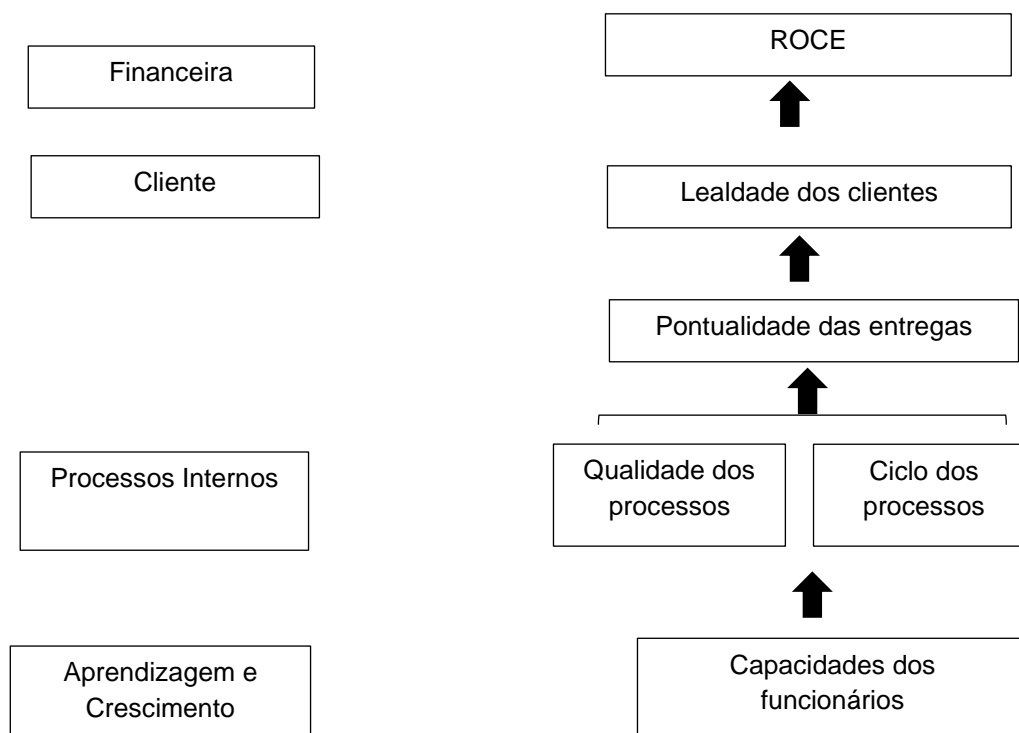 ROCE
Financeira
Cliente
Lealdade dos clientes
Pontualidade das entregas
Processos Internos
Qualidade dos
processos
Ciclo dos
processos
Aprendizagem e
Crescimento
Capacidades dos
funcionários